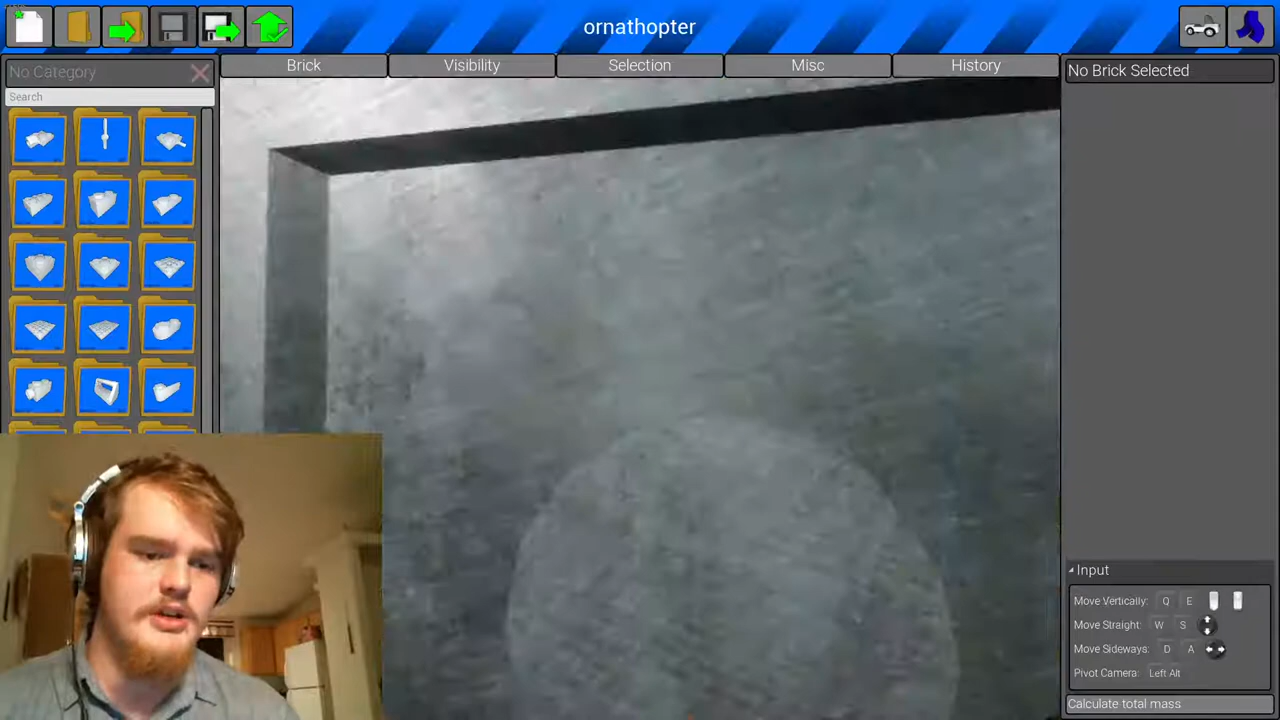 ornathopter
No Category
Search
Brick
Visibility
Selection
Misc
History
No Brick Selected
Input
Move Vertically: Q E
Move Straight: W S
Move Sideways: D A
Pivot Camera: Left Alt
Calculate total mass